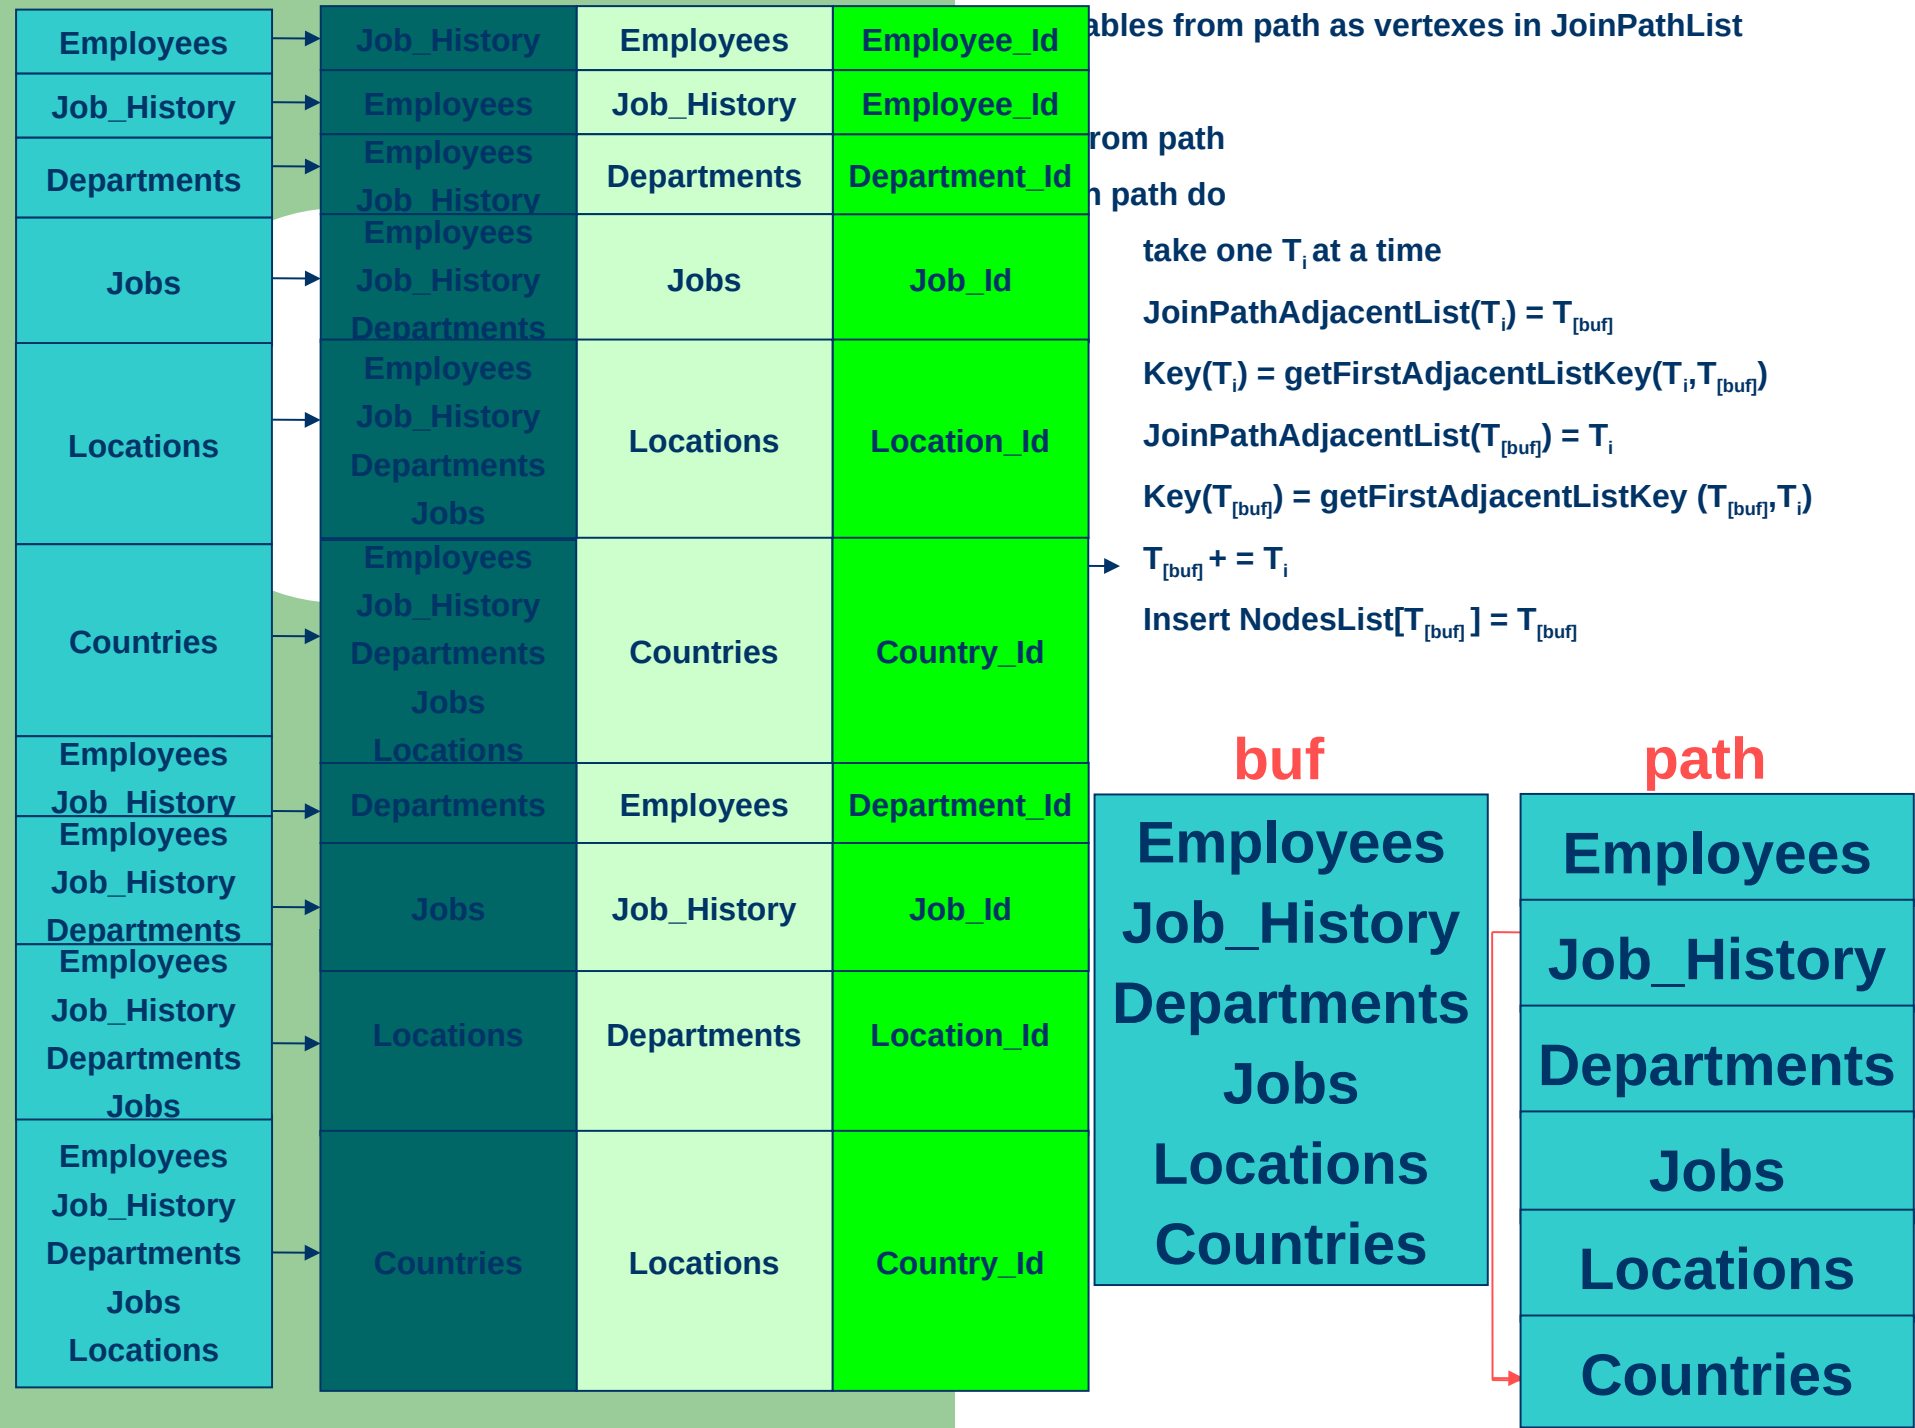 Employees
Job_History
Departments
Jobs
Locations
Countries
Employees
Job_History
Employees
Job_History
Departments
Employees
Job_History
Departments
Jobs
Employees
Job_History
Departments
Jobs
Locations
Job_History Employees Employee_Id
Employees Job_History Employee_Id
Employees
Job_History
Departments Department_Id
Employees
Job_History
Departments
Jobs Job_Id
Employees
Job_History
Departments
Jobs
Locations Location_Id
Employees
Job_History
Departments
Jobs
Locations
Countries Country_Id
Departments Employees Department_Id
Jobs Job_History Job_Id
Locations Departments Location_Id
Countries Locations Country_Id
ables from path as vertexes in JoinPathList
rom path
n path do
take one Ti at a time
JoinPathAdjacentList(Ti) = T[buf]
Key(Ti) = getFirstAdjacentListKey(Ti,T[buf])
JoinPathAdjacentList(T[buf]) = Ti
Key(T[buf]) = getFirstAdjacentListKey (T[buf],Ti)
T[buf] + = Ti
Insert NodesList[T[buf] ] = T[buf]
buf
Employees
Job_History
Departments
Jobs
Locations
Countries
path
Employees
Job_History
Departments
Jobs
Locations
Countries